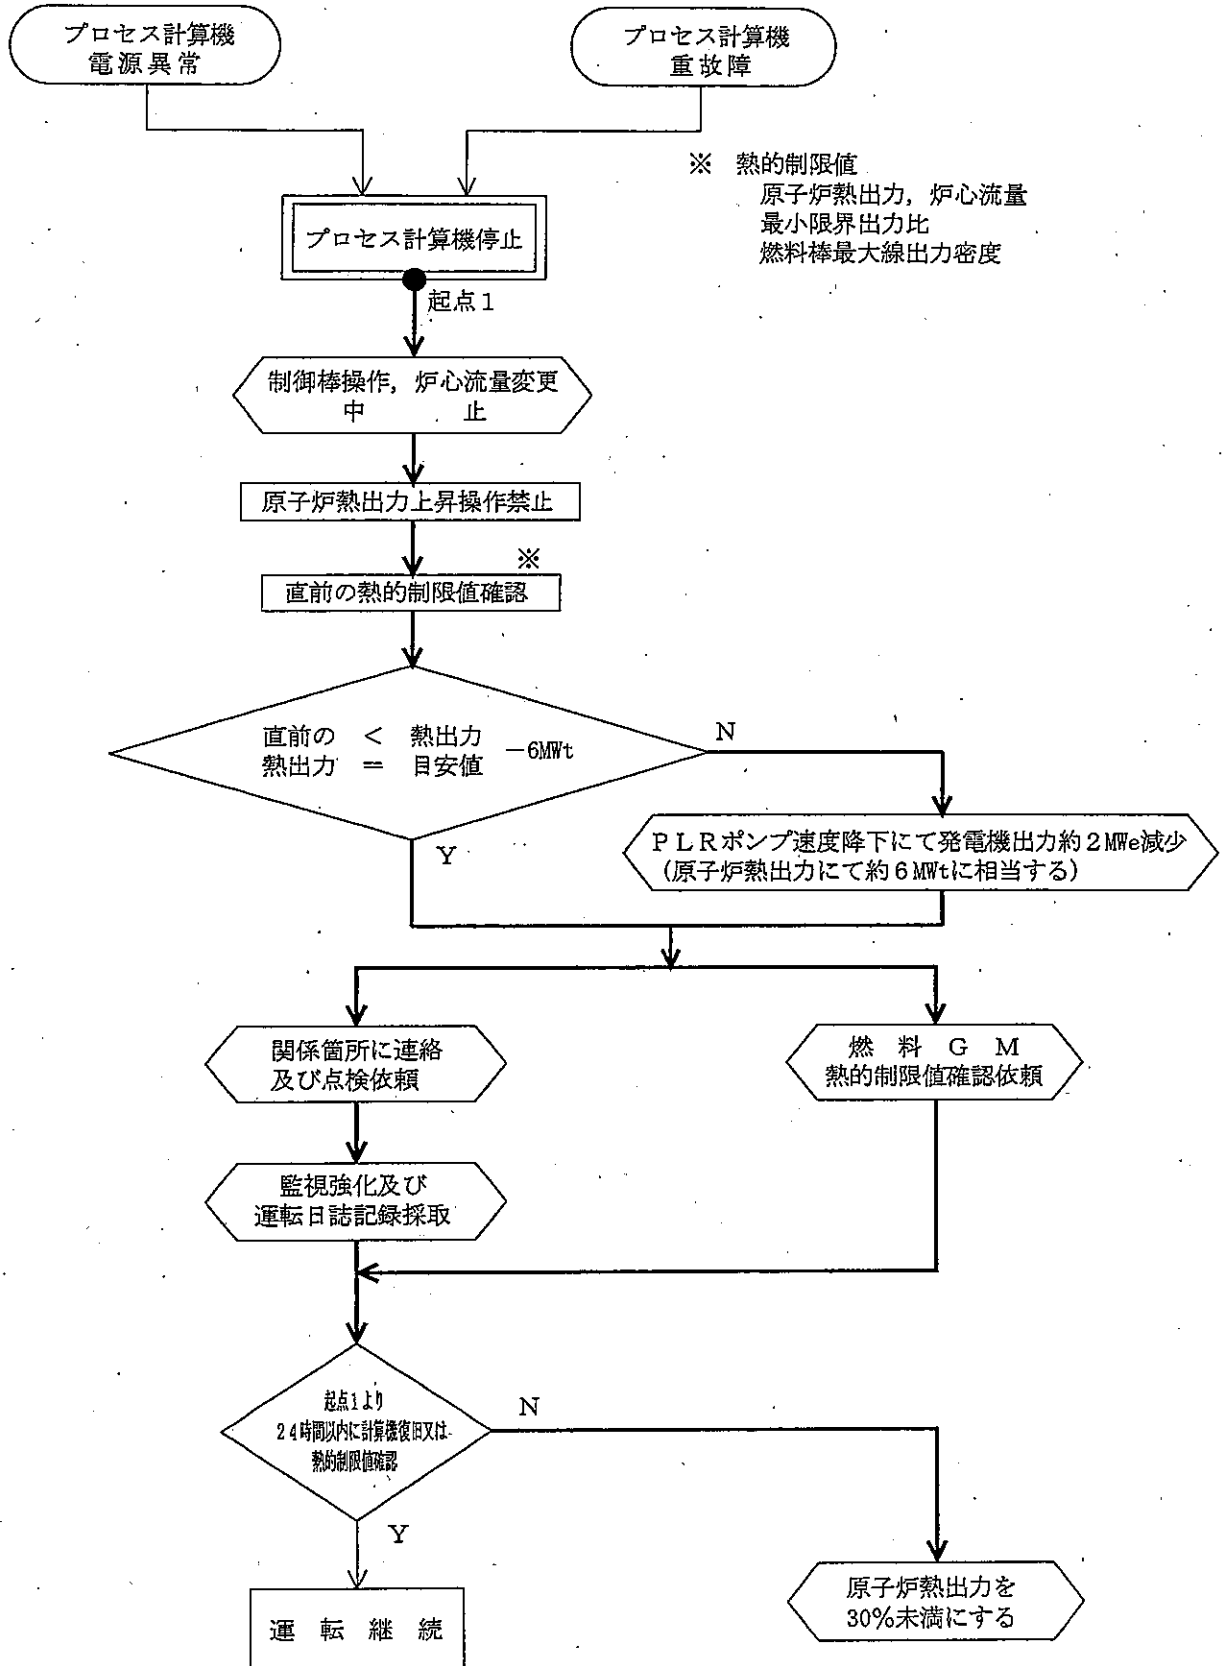 プロセス計算機
電源異常
プロセス計算機
重故障
※ 熱的制限値
原子炉熱出力，炉心流量
最小限界出力比
燃料棒最大線出力密度
プロセス計算機停止
起点１
制御棒操作，炉心流量変更
中　　　止
原子炉熱出力上昇操作禁止
※
直前の熱的制限値確認
直前の ＜ 熱出力 －6MWt
熱出力 ＝ 目安値
N
Y
ＰＬＲポンプ速度降下にて発電機出力約２MWe減少
（原子炉熱出力にて約６MWtに相当する）
関係箇所に連絡
及び点検依頼
燃　料　Ｇ　Ｍ
熱的制限値確認依頼
監視強化及び
運転日誌記録採取
起点1より
２４時間以内に計算機復旧又は
熱的制限値確認
N
Y
運　転　継　続
原子炉熱出力を
30％未満にする